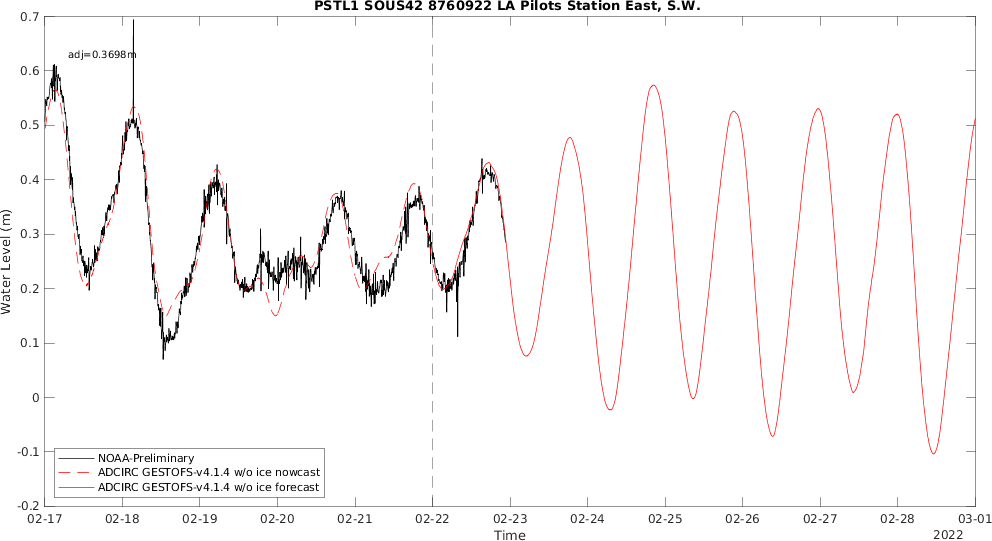 PSTL1 SOUS42 8760922 LA Pilots Station East, S.W.
adj=0.3698m
Water Level (m)
0.7
0.6
0.5
0.4
0.3
0.2
0.1
0
-0.1
-0.2
NOAA-Preliminary
ADCIRC GESTOFS-v4.1.4 w/o ice nowcast
ADCIRC GESTOFS-v4.1.4 w/o ice forecast
02-17 02-18 02-19 02-20 02-21 02-22 02-23 02-24 02-25 02-26 02-27 02-28 03-01
Time
2022